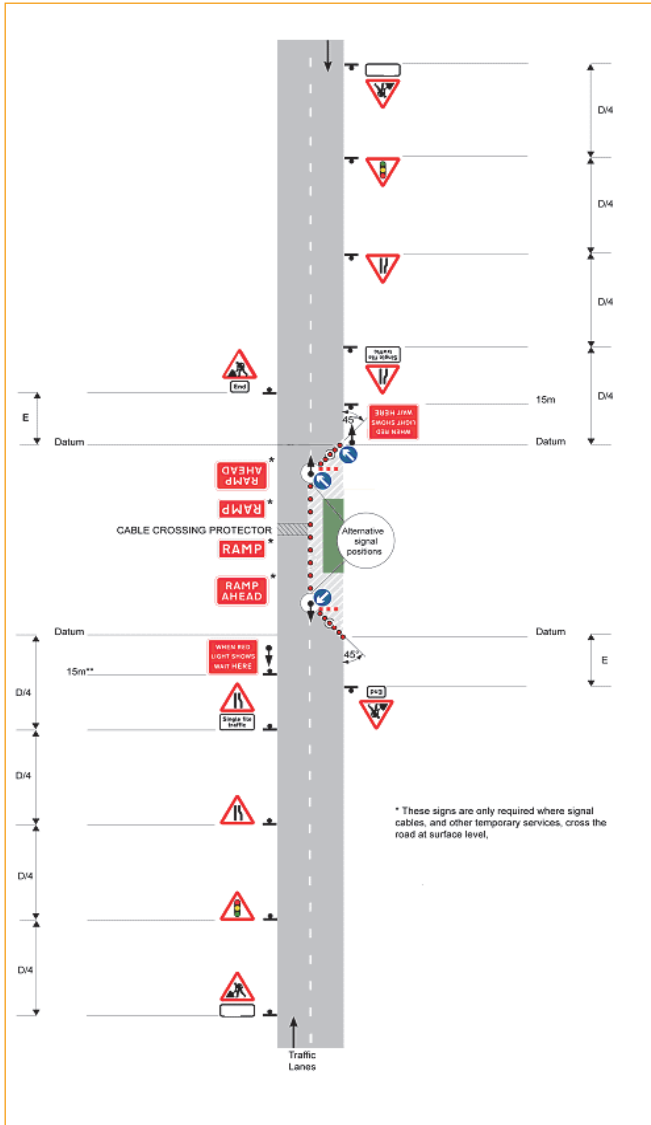 D/4
D/4
D/4
Single file
traffic
D/4
End
E
15m
45°
WHEN RED
LIGHT SHOWS
WAIT HERE
Datum
Datum
RAMP
AHEAD
*
RAMP
*
CABLE CROSSING PROTECTOR
Alternative
signal
positions
RAMP
*
RAMP
AHEAD
*
Datum
Datum
WHEN RED
LIGHT SHOWS
WAIT HERE
45°
E
15m**
D/4
End
Single file
traffic
D/4
* These signs are only required where signal
cables, and other temporary services, cross the
road at surface level,
D/4
D/4
Traffic
Lanes